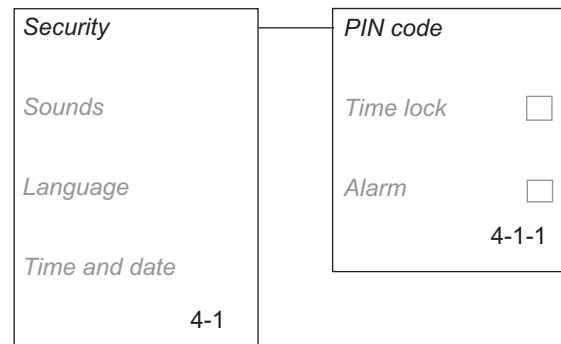 Security
Sounds
Language
Time and date
4-1
PIN code
Time lock
Alarm
4-1-1